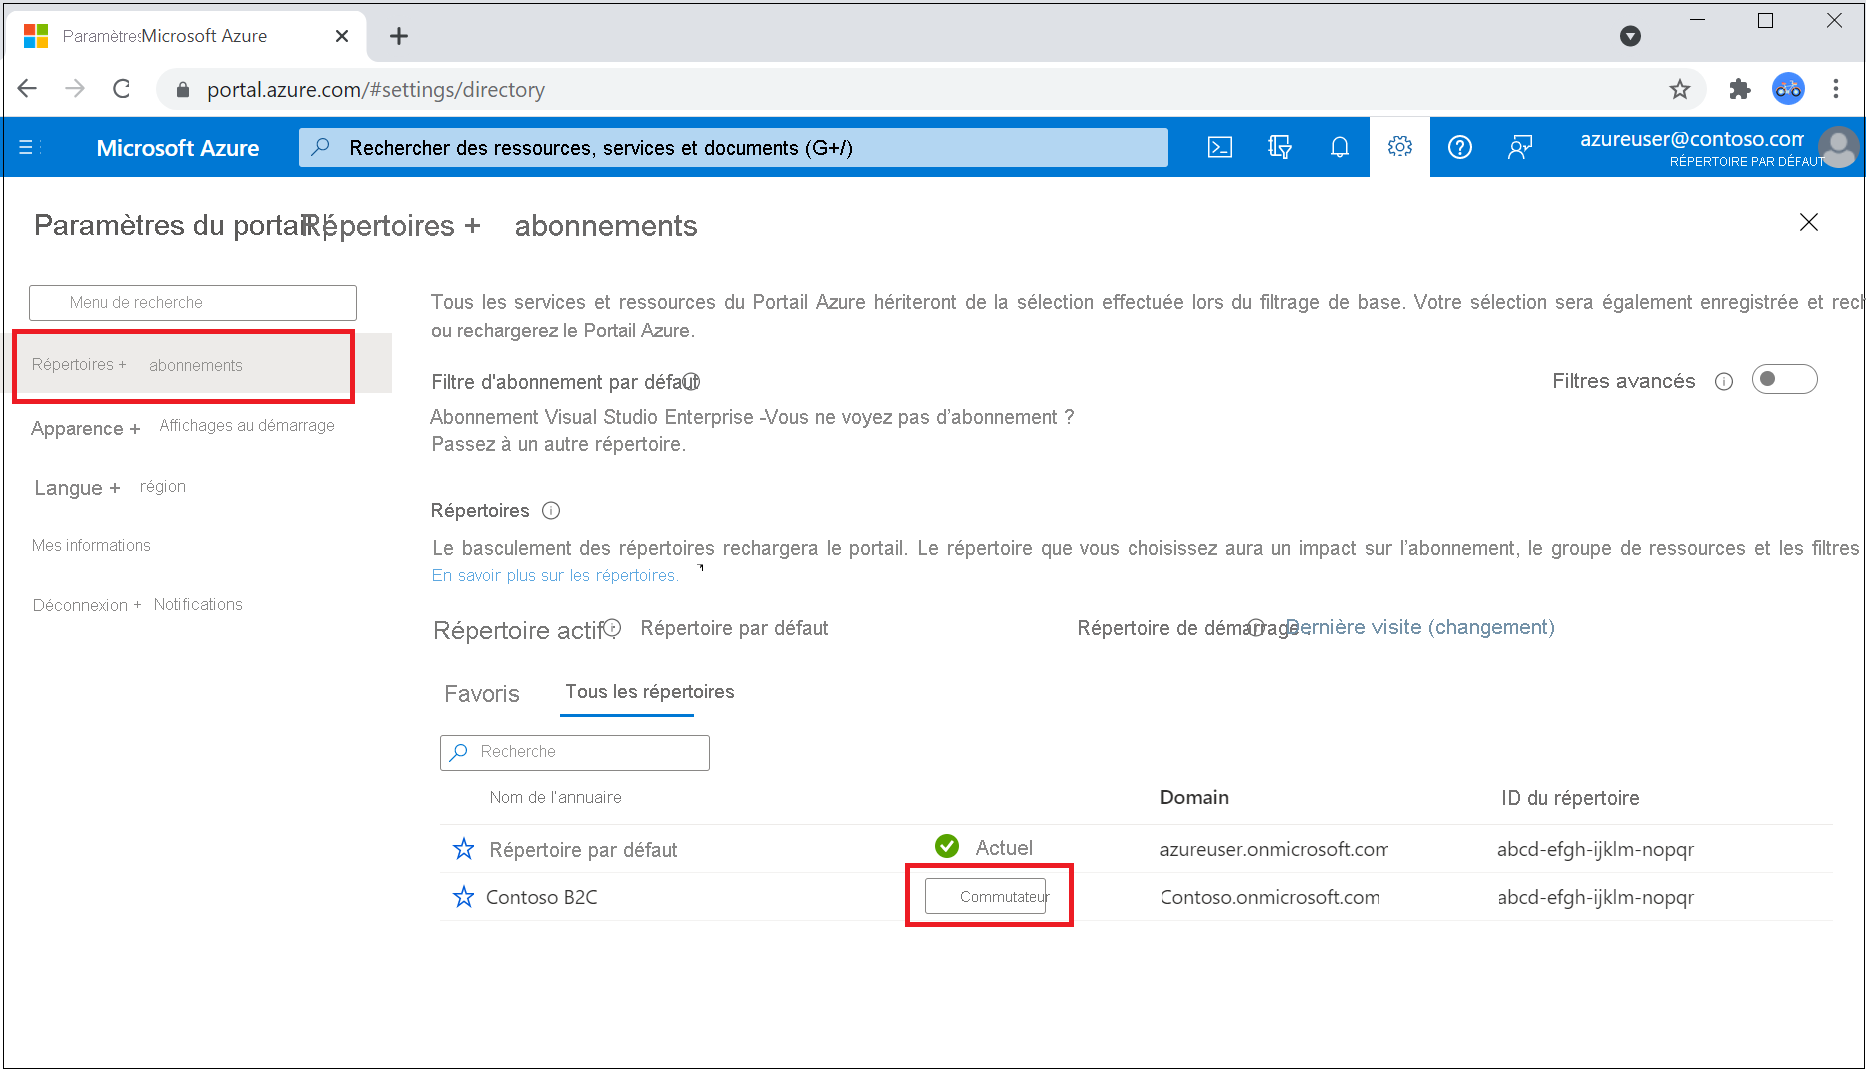 Paramètres Microsoft Azure
portal.azure.com/#settings/directory
Microsoft Azure
Rechercher des ressources, services et documents (G+/)
azureuser@contoso.com
RÉPERTOIRE PAR DÉFAUT
Paramètres du portail | Répertoires + abonnements
Menu de recherche
Répertoires + abonnements
Apparence + Affichages au démarrage
Langue + région
Mes informations
Déconnexion + Notifications
Tous les services et ressources du Portail Azure hériteront de la sélection effectuée lors du filtrage de base. Votre sélection sera également enregistrée et
ou rechargerez le Portail Azure.
Filtre d'abonnement par défaut
Filtres avancés
Abonnement Visual Studio Enterprise -Vous ne voyez pas d’abonnement ?
Passez à un autre répertoire.
Répertoires
Le basculement des répertoires rechargera le portail. Le répertoire que vous choisissez aura un impact sur l’abonnement, le groupe de ressources et les filtres
En savoir plus sur les répertoires.
Répertoire actif : Répertoire par défaut
Répertoire de démarrage : Dernière visite (changement)
Favoris
Tous les répertoires
Recherche
Nom de l'annuaire Domain ID du répertoire
Répertoire par défaut Actuel azureuser.onmicrosoft.com abcd-efgh-ijklm-nopqr
Contoso B2C Commutateur Contoso.onmicrosoft.com abcd-efgh-ijklm-nopqr